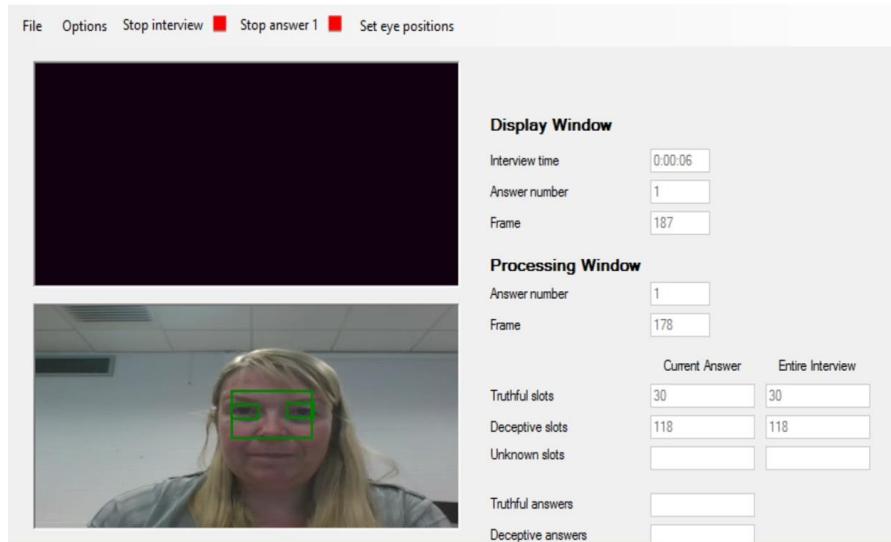 File Options Stop interview Stop answer 1 Set eye positions
Display Window
Interview time 0:00:06
Answer number 1
Frame 187
Processing Window
Answer number 1
Frame 178
Current Answer Entire Interview
Truthful slots 30 30
Deceptive slots 118 118
Unknown slots
Truthful answers
Deceptive answers